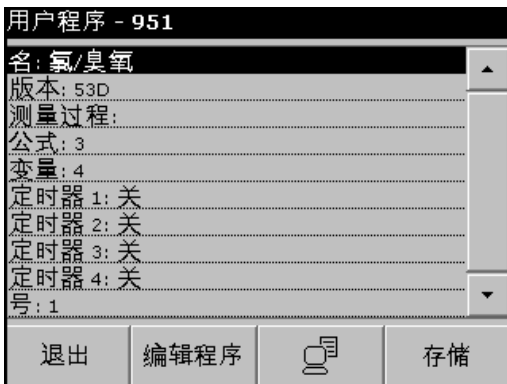 用户程序 - 951
名: 氯/臭氧
版本: 53D
测量过程:
公式: 3
变量: 4
定时器 1: 关
定时器 2: 关
定时器 3: 关
定时器 4: 关
号: 1
退出
编辑程序
存储